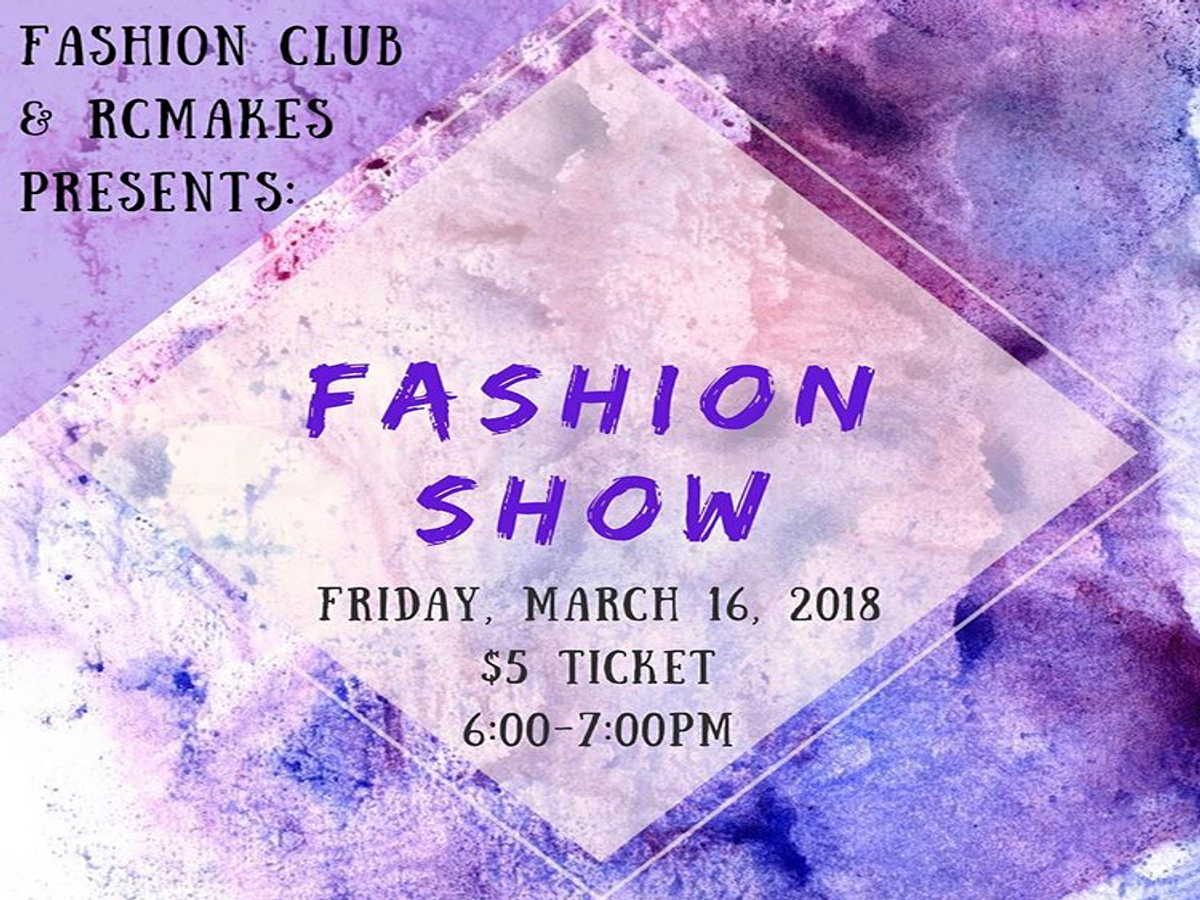 FASHION CLUB
& RCMAKES
PRESENTS:
FASHION
SHOW
FRIDAY, MARCH 16, 2018
$5 TICKET
6:00-7:00PM